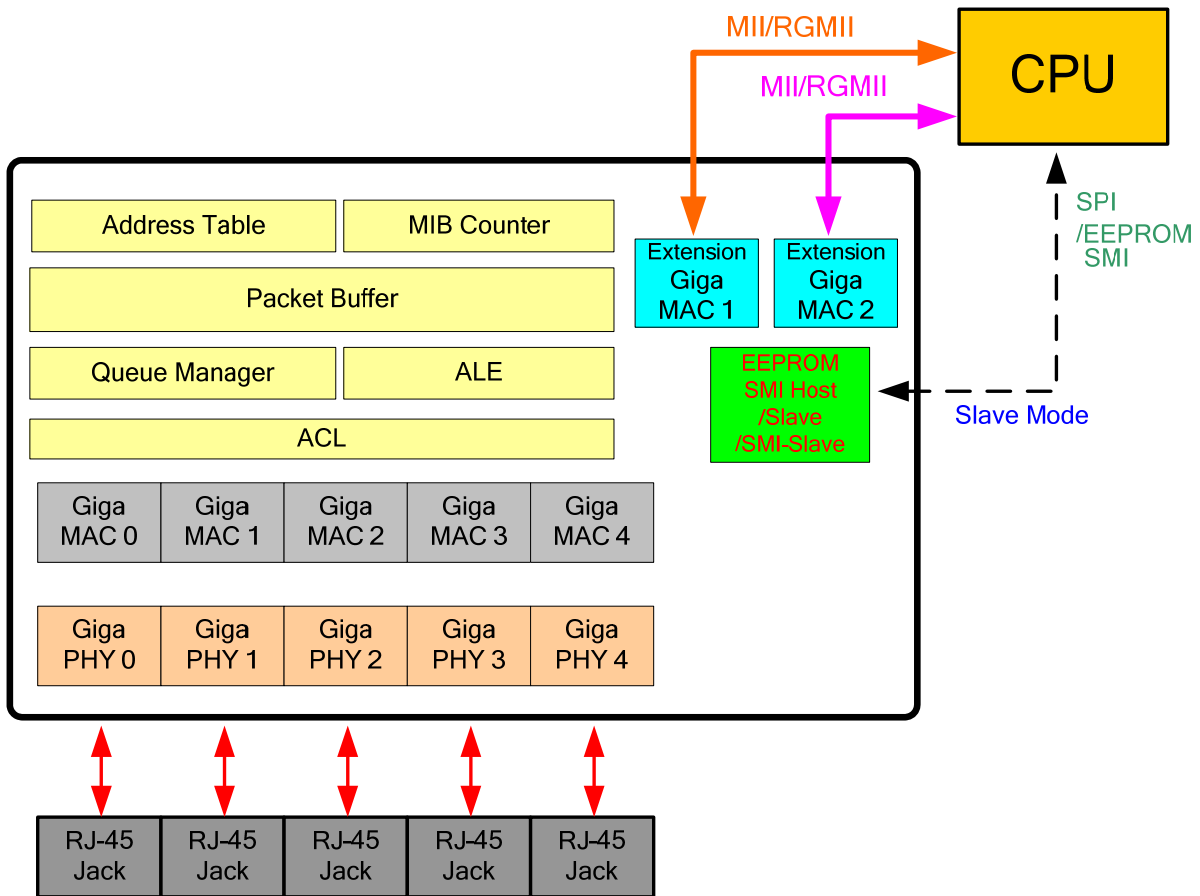 MII/RGMII
CPU
MII/RGMII
SPI
/EEPROM
SMI
Address Table
MIB Counter
Extension
Giga
MAC 1
Extension
Giga
MAC 2
Packet Buffer
Queue Manager
ALE
EEPROM
SMI Host
/Slave
/SMI-Slave
Slave Mode
ACL
Giga
MAC 0
Giga
MAC 1
Giga
MAC 2
Giga
MAC 3
Giga
MAC 4
Giga
PHY 0
Giga
PHY 1
Giga
PHY 2
Giga
PHY 3
Giga
PHY 4
RJ-45
Jack
RJ-45
Jack
RJ-45
Jack
RJ-45
Jack
RJ-45
Jack